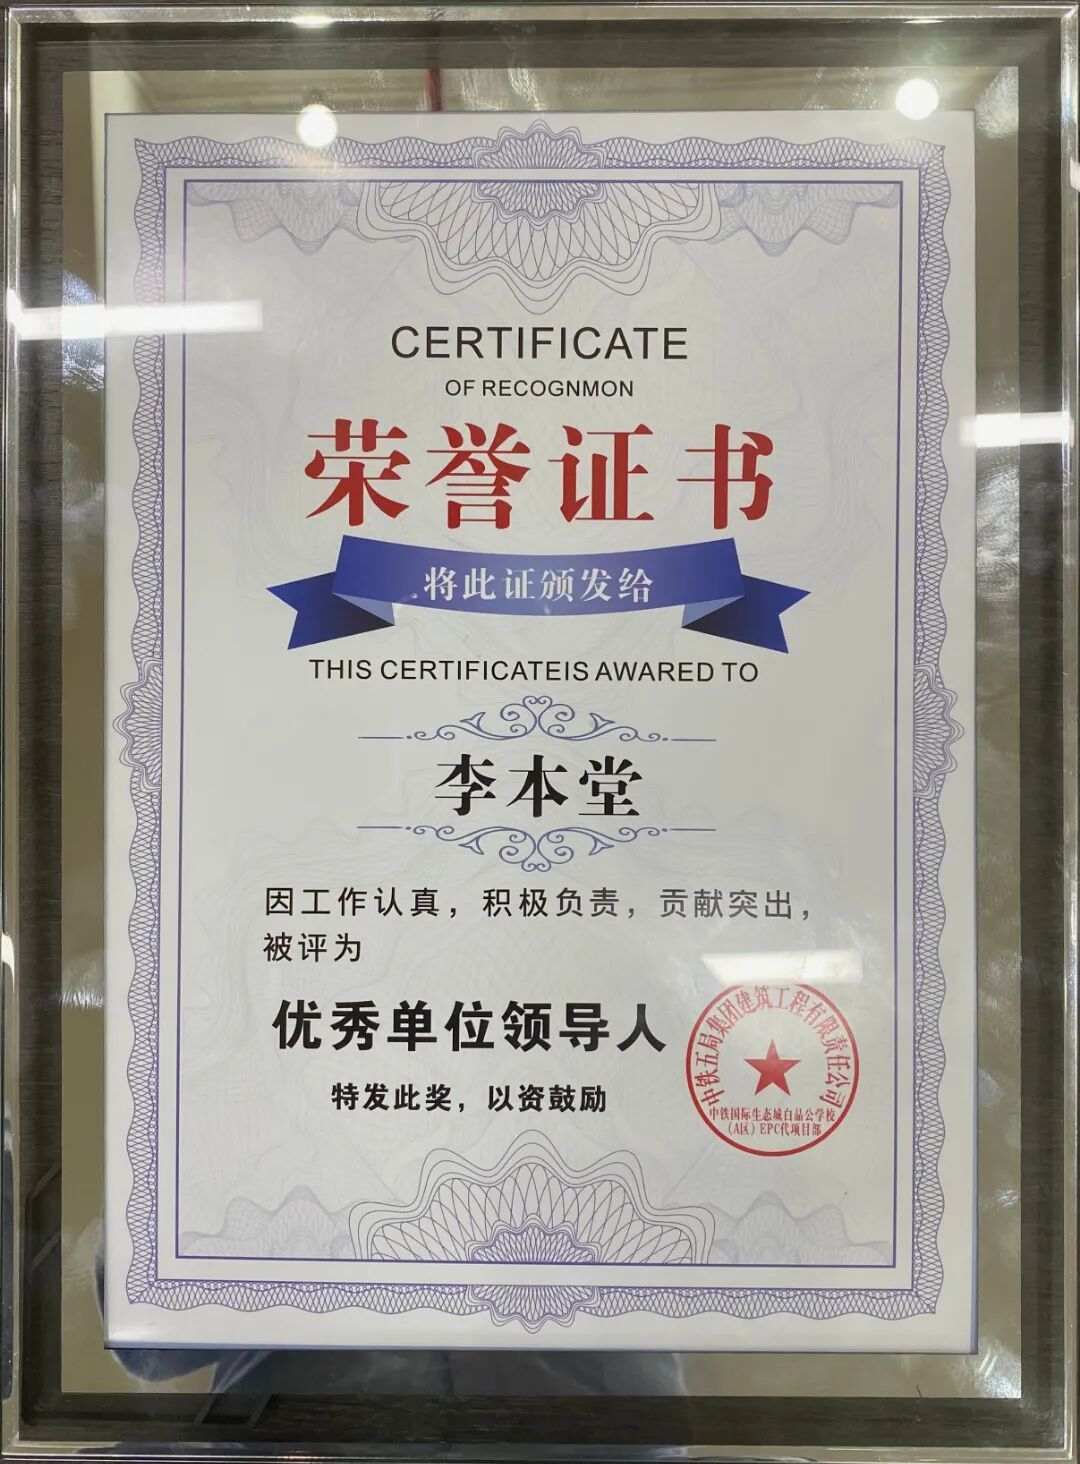 CERTIFICATE
OF RECOGNMON
荣誉证书
将此证颁发给
THIS CERTIFICATEIS AWARED TO
李本堂
因工作认真，积极负责，贡献突出，
被评为
优秀单位领导人
特发此奖，以资鼓励
中铁五局集团建筑工程有限责任公司
中铁国际生态城白晶公学校
(A区) EPC代项目部